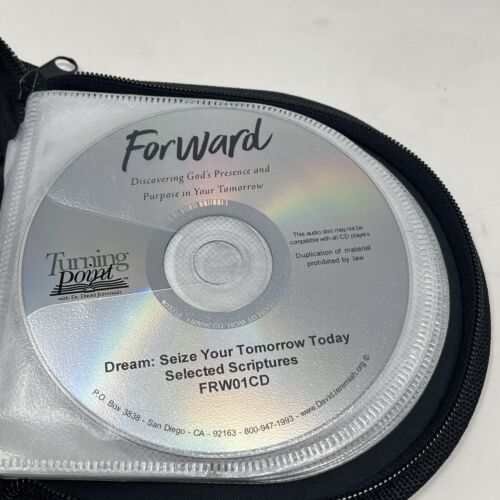 Forward
Discovering God's Presence and
Purpose in Your Tomorrow
This audio disc may not be
compatible with all CD players
Duplication of material
prohibited by law
Turning
Point™
with Dr. David Jeremiah
Dream: Seize Your Tomorrow Today
Selected Scriptures
FRW01CD
P.O. Box 3838 - San Diego - CA - 92163 - 800-947-1993 - www.DavidJeremiah.org ©